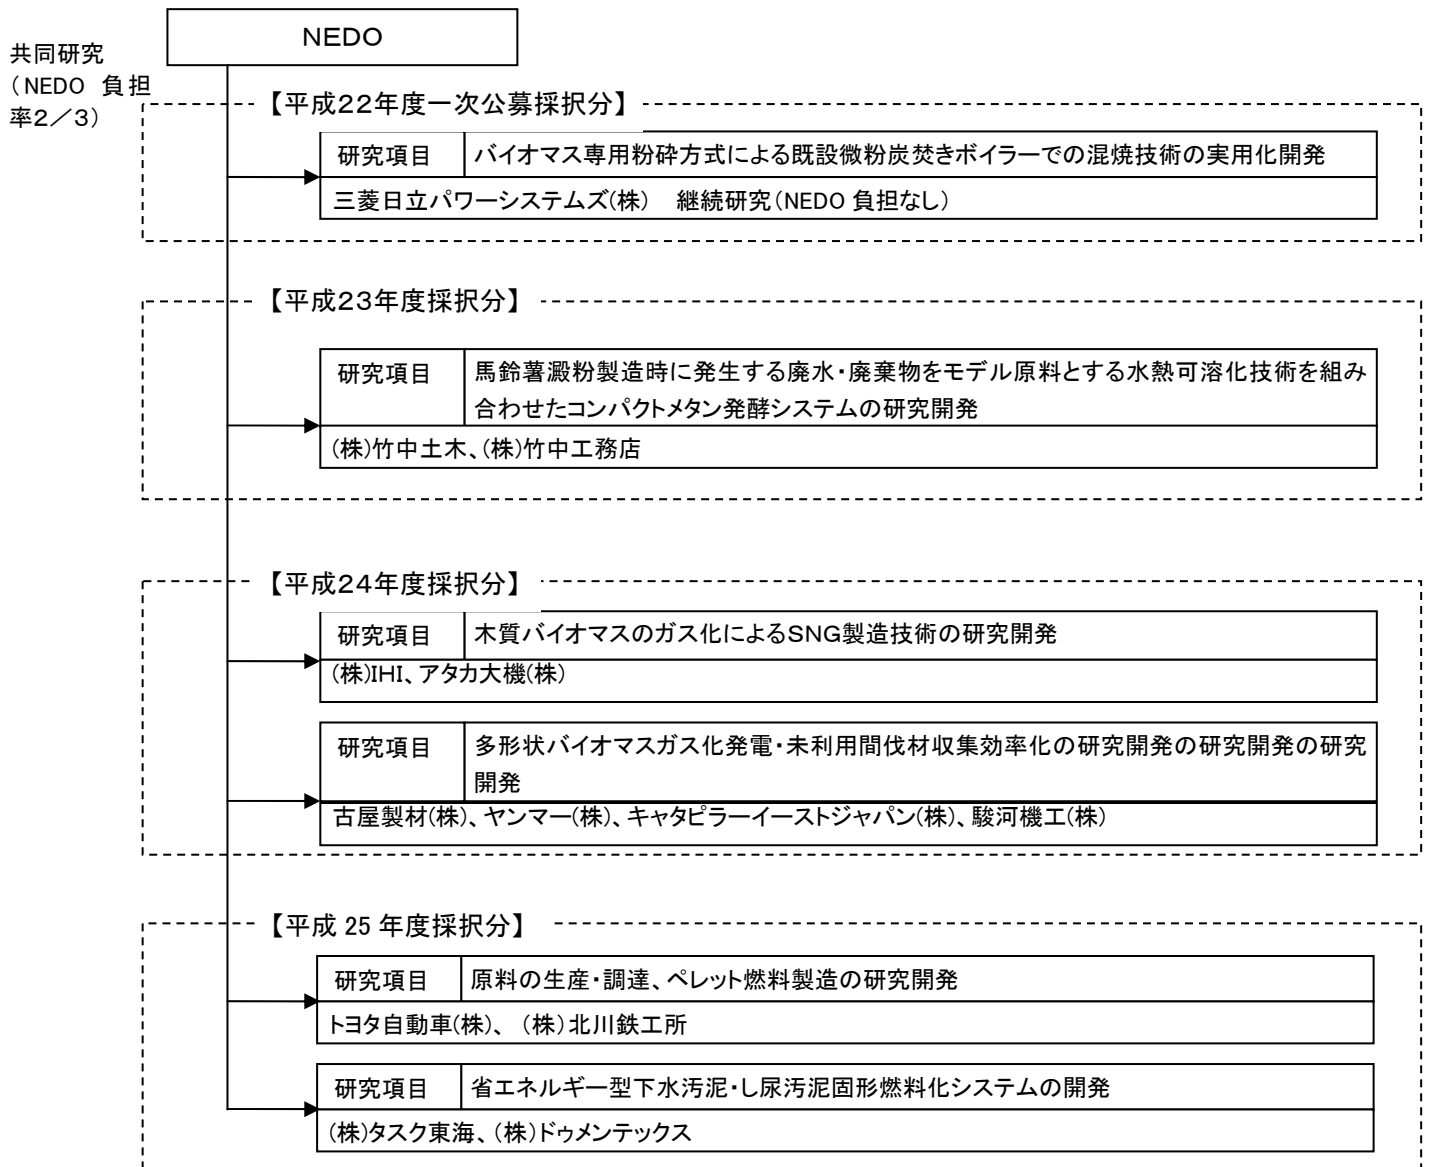 NEDO
共同研究
(NEDO 負担
率2/3)
【平成22年度一次公募採択分】
研究項目 バイオマス専用粉砕方式による既設微粉炭焚きボイラーでの混焼技術の実用化開発
三菱日立パワーシステムズ(株) 継続研究(NEDO 負担なし)
【平成23年度採択分】
研究項目 馬鈴薯澱粉製造時に発生する廃水・廃棄物をモデル原料とする水熱可溶化技術を組み
合わせたコンパクトメタン発酵システムの研究開発
(株)竹中土木、(株)竹中工務店
【平成24年度採択分】
研究項目 木質バイオマスのガス化によるSNG製造技術の研究開発
(株)IHI、アタカ大機(株)
研究項目 多形状バイオマスガス化発電・未利用間伐材収集効率化の研究開発の研究開発の研究
開発
古屋製材(株)、ヤンマー(株)、キャタピラーイーストジャパン(株)、駿河機工(株)
【平成 25 年度採択分】
研究項目 原料の生産・調達、ペレット燃料製造の研究開発
トヨタ自動車(株)、(株)北川鉄工所
研究項目 省エネルギー型下水汚泥・し尿汚泥固形燃料化システムの開発
(株)タスク東海、(株)ドゥメンテックス